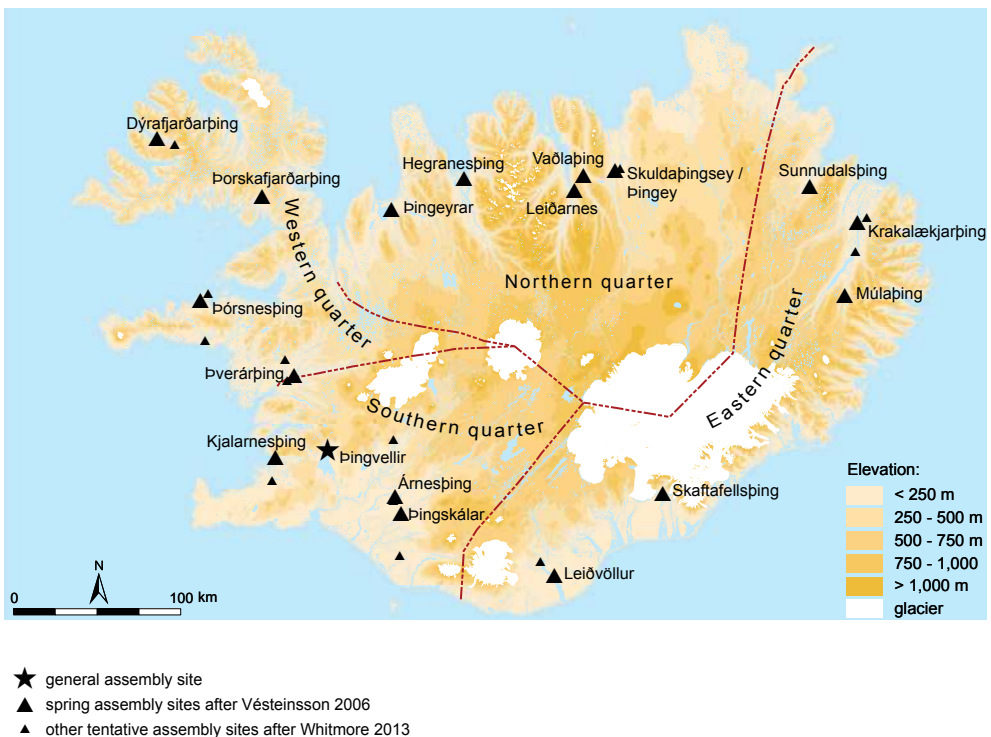 Dýrafjarðarþing
Þorskafjarðarþing
Hegranesþing
Vaðlaþing
Skuldaþingsey /
Þingey
Sunnudalsþing
Þingeyrar
Leiðarnes
Krakalækjarþing
Western quarter
Northern quarter
Múlaþing
Þórsnesþing
Eastern quarter
Þverárþing
Southern quarter
Kjalarnesþing
Þingvellir
Árnesþing
Þingskálar
Skaftafellsþing
Leiðvöllur
Elevation:
< 250 m
250 - 500 m
500 - 750 m
750 - 1,000
> 1,000 m
glacier
N
0 100 km
general assembly site
spring assembly sites after Vésteinsson 2006
other tentative assembly sites after Whitmore 2013